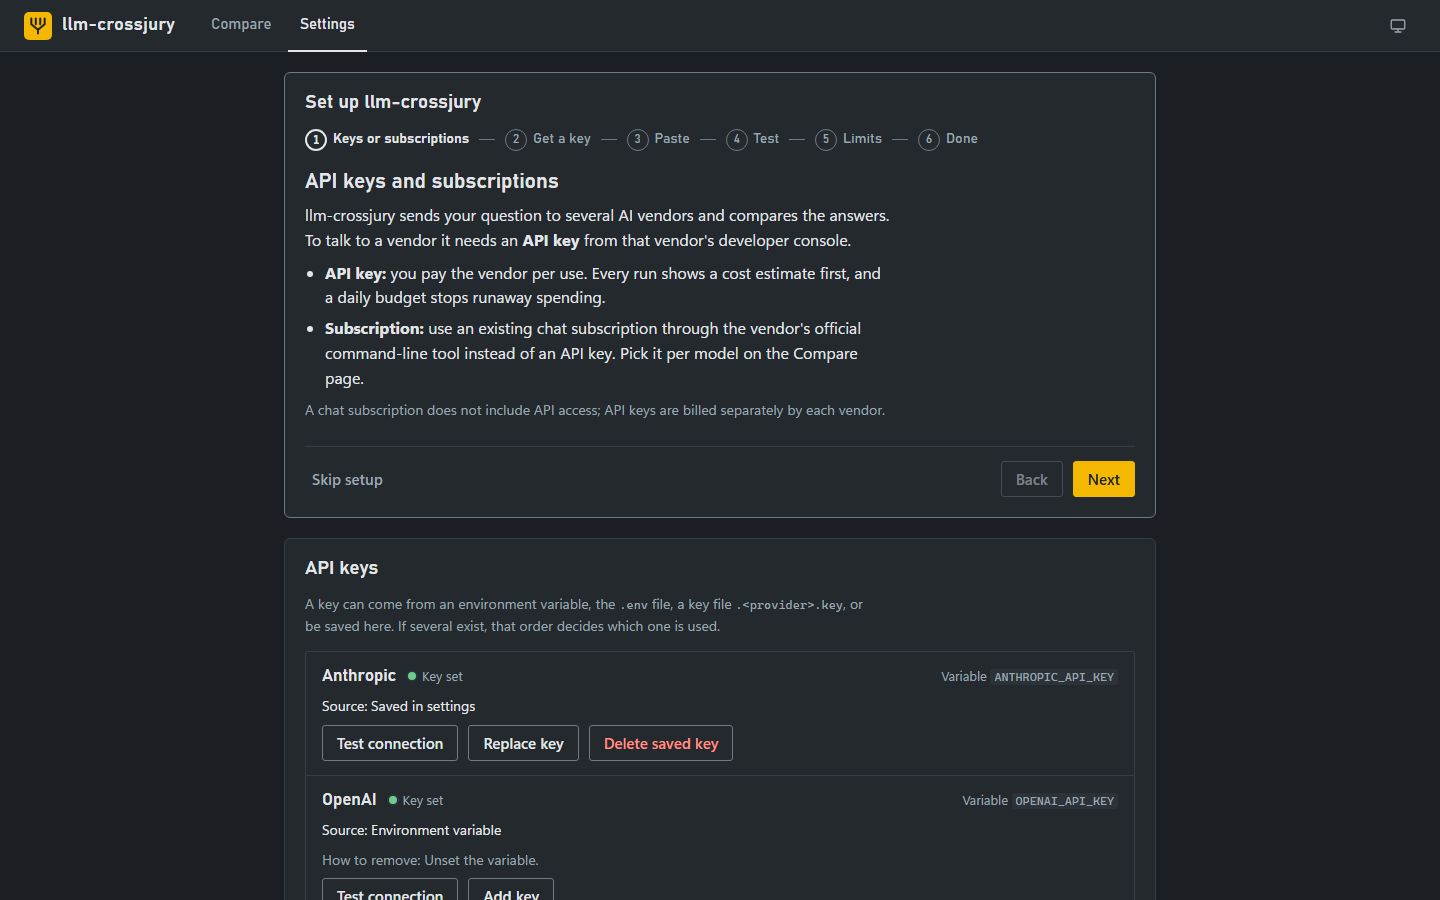 llm-crossjury
Compare
Settings
Set up llm-crossjury
1 Keys or subscriptions — 2 Get a key — 3 Paste — 4 Test — 5 Limits — 6 Done
API keys and subscriptions
llm-crossjury sends your question to several AI vendors and compares the answers.
To talk to a vendor it needs an API key from that vendor's developer console.
• API key: you pay the vendor per use. Every run shows a cost estimate first, and
a daily budget stops runaway spending.
• Subscription: use an existing chat subscription through the vendor's official
command-line tool instead of an API key. Pick it per model on the Compare
page.
A chat subscription does not include API access; API keys are billed separately by each vendor.
Skip setup
Back
Next
API keys
A key can come from an environment variable, the .env file, a key file .<provider>.key, or
be saved here. If several exist, that order decides which one is used.
Anthropic Key set
Variable ANTHROPIC_API_KEY
Source: Saved in settings
Test connection
Replace key
Delete saved key
OpenAI Key set
Variable OPENAI_API_KEY
Source: Environment variable
How to remove: Unset the variable.
Test connection
Add key